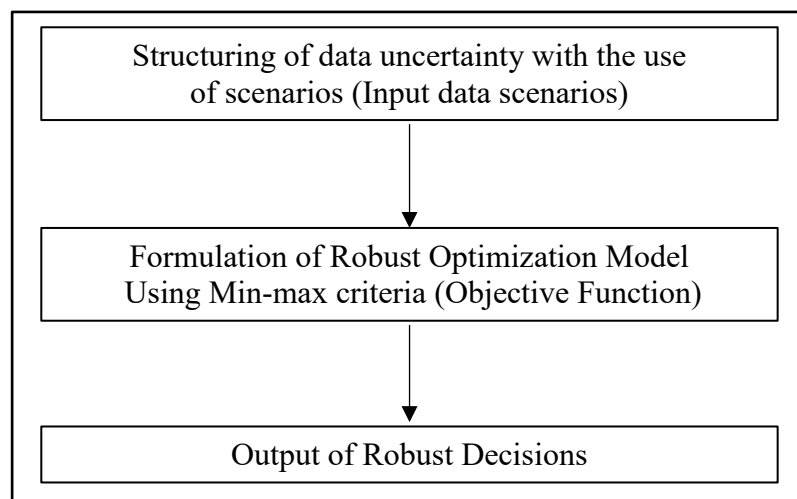 Structuring of data uncertainty with the use
of scenarios (Input data scenarios)
Formulation of Robust Optimization Model
Using Min-max criteria (Objective Function)
Output of Robust Decisions